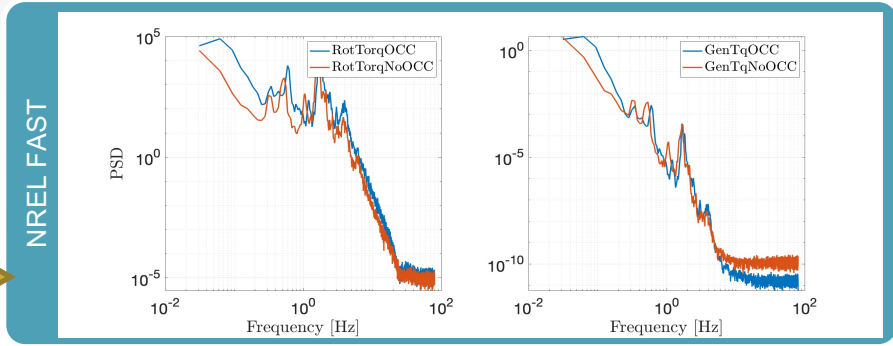 NREL FAST
PSD
10^5
10^0
10^-5
RotTorqOCC
RotTorqNoOCC
10^-2
10^0
10^2
Frequency [Hz]
10^0
10^-5
10^-10
GenTqOCC
GenTqNoOCC
10^-2
10^0
10^2
Frequency [Hz]